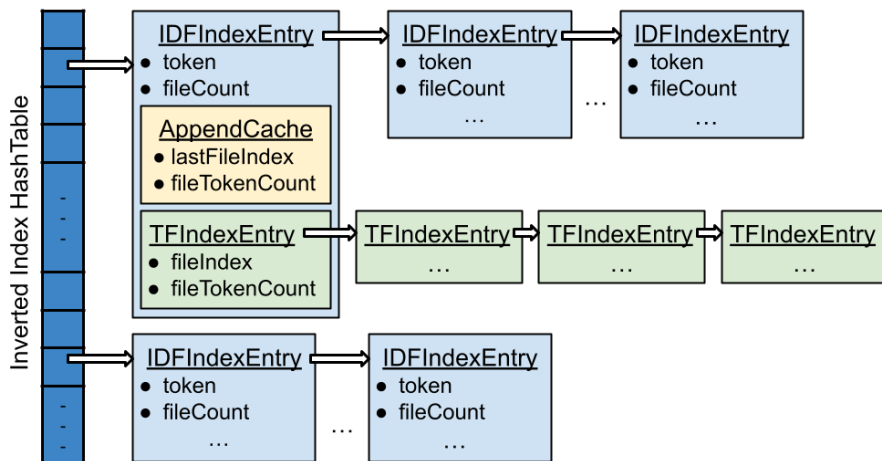 Inverted Index HashTable
IDFIndexEntry
● token
● fileCount
AppendCache
● lastFileIndex
● fileTokenCount
TFIndexEntry
● fileIndex
● fileTokenCount
IDFIndexEntry
● token
● fileCount
...
...
IDFIndexEntry
● token
● fileCount
...
TFIndexEntry
...
TFIndexEntry
...
TFIndexEntry
...
IDFIndexEntry
● token
● fileCount
...
...
IDFIndexEntry
● token
● fileCount
...